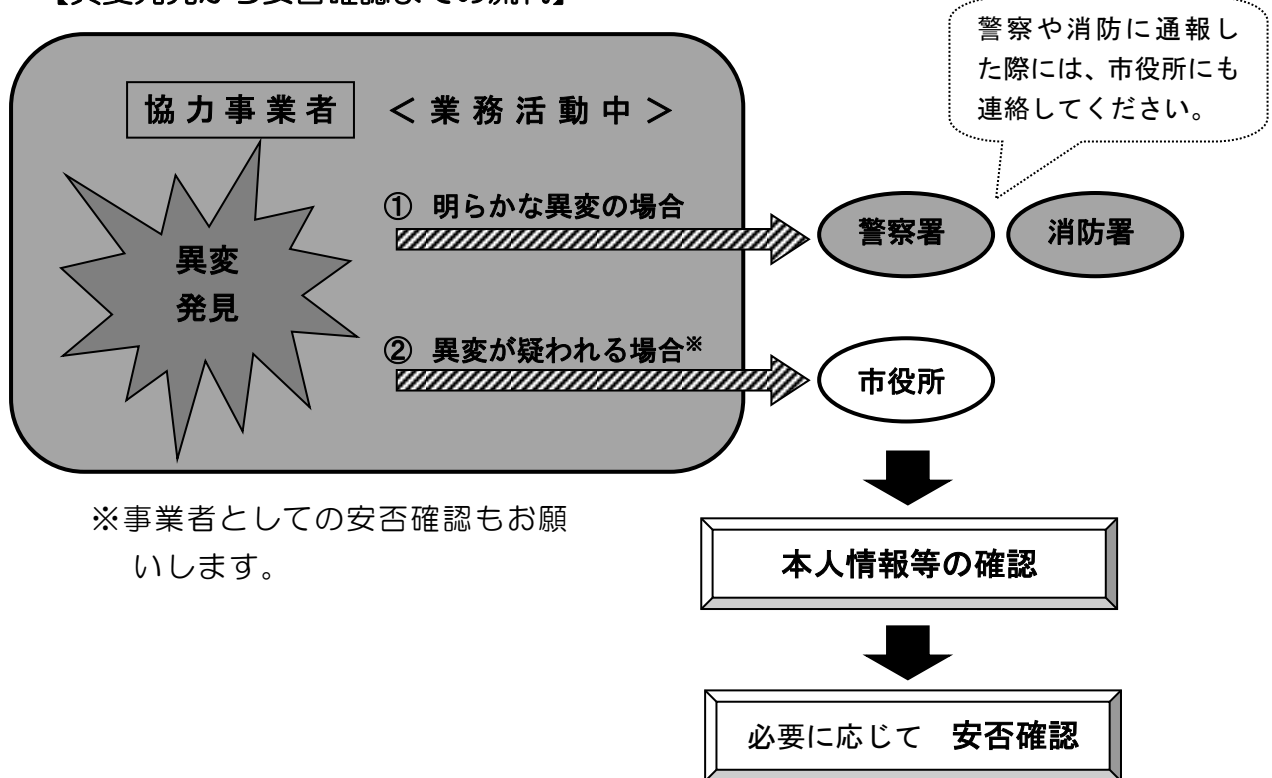 警察や消防に通報し
た際には、市役所にも
連絡してください。
協力事業者 ＜業務活動中＞
① 明らかな異変の場合
警察署 消防署
異変
発見
② 異変が疑われる場合※
市役所
※事業者としての安否確認もお願
いします。
本人情報等の確認
必要に応じて 安否確認